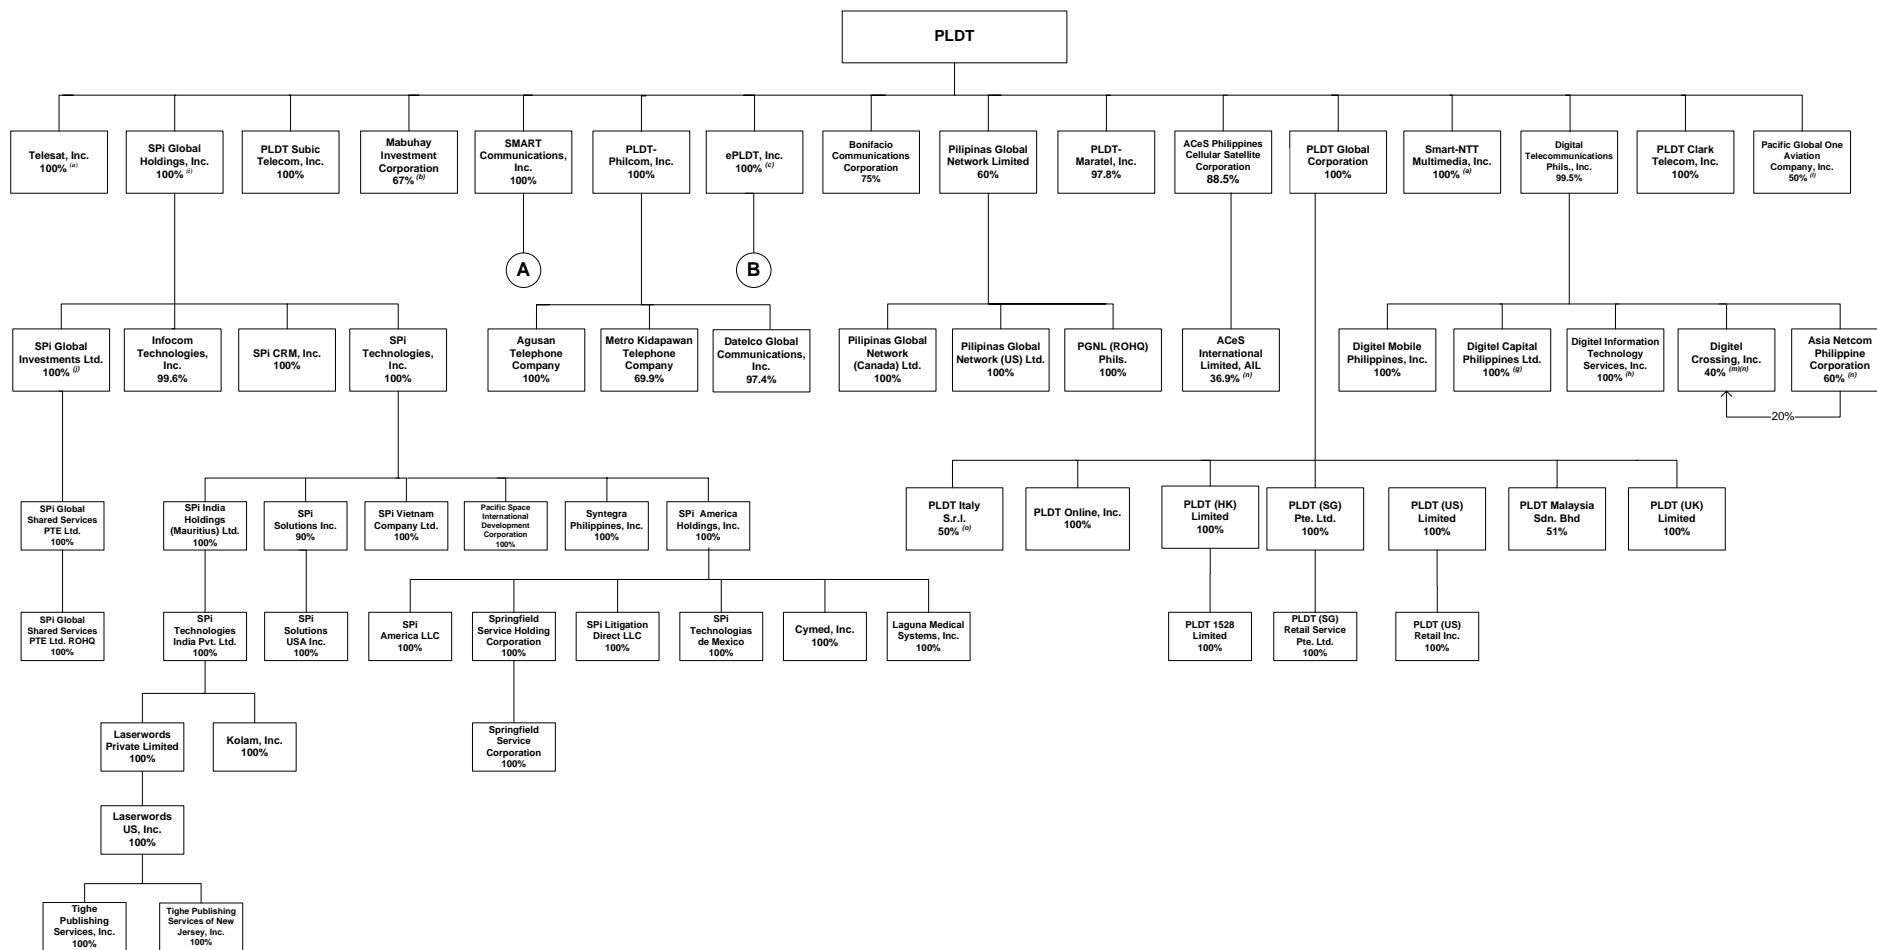 PLDT
Telesat, Inc.
100% (a)
SPi Global
Holdings, Inc.
100% (i)
PLDT Subic
Telecom, Inc.
100%
Mabuhay
Investment
Corporation
67% (b)
SMART
Communications,
Inc.
100%
PLDT-
Philcom, Inc.
100%
ePLDT, Inc.
100% (c)
Bonifacio
Communications
Corporation
75%
Pilipinas Global
Network Limited
60%
PLDT-
Maratel, Inc.
97.8%
ACeS Philippines
Cellular Satellite
Corporation
88.5%
PLDT Global
Corporation
100%
Smart-NTT
Multimedia, Inc.
100% (a)
Digital
Telecommunications
Phils., Inc.
99.5%
PLDT Clark
Telecom, Inc.
100%
Pacific Global One
Aviation
Company, Inc.
50% (l)
A
B
SPi Global
Investments Ltd.
100% (j)
Infocom
Technologies,
Inc.
99.6%
SPi CRM, Inc.
100%
SPi
Technologies,
Inc.
100%
Agusan
Telephone
Company
100%
Metro Kidapawan
Telephone
Company
69.9%
Datelco Global
Communications,
Inc.
97.4%
Pilipinas Global
Network
(Canada) Ltd.
100%
Pilipinas Global
Network (US) Ltd.
100%
PGNL (ROHQ)
Phils.
100%
ACeS
International
Limited, AIL
36.9% (n)
Digitel Mobile
Philippines, Inc.
100%
Digitel Capital
Philippines Ltd.
100% (g)
Digitel Information
Technology
Services, Inc.
100% (h)
Digitel
Crossing, Inc.
40% (m)(n)
Asia Netcom
Philippine
Corporation
60% (n)
20%
SPi Global
Shared Services
PTE Ltd.
100%
SPi India
Holdings
(Mauritius) Ltd.
100%
SPi
Solutions Inc.
90%
SPi Vietnam
Company Ltd.
100%
Pacific Space
International
Development
Corporation
100%
Syntegra
Philippines, Inc.
100%
SPi America
Holdings, Inc.
100%
PLDT Italy
S.r.l.
50% (o)
PLDT Online, Inc.
100%
PLDT (HK)
Limited
100%
PLDT (SG)
Pte. Ltd.
100%
PLDT (US)
Limited
100%
PLDT Malaysia
Sdn. Bhd
51%
PLDT (UK)
Limited
100%
SPi Global
Shared Services
PTE Ltd. ROHQ
100%
SPi
Technologies
India Pvt. Ltd.
100%
SPi
Solutions
USA Inc.
100%
SPi
America LLC
100%
Springfield
Service Holding
Corporation
100%
SPi Litigation
Direct LLC
100%
SPi
Technologias
de Mexico
100%
Cymed, Inc.
100%
Laguna Medical
Systems, Inc.
100%
PLDT 1528
Limited
100%
PLDT (SG)
Retail Service
Pte. Ltd.
100%
PLDT (US)
Retail Inc.
100%
Laserwords
Private Limited
100%
Kolam, Inc.
100%
Springfield
Service
Corporation
100%
Laserwords
US, Inc.
100%
Tighe
Publishing
Services, Inc.
100%
Tighe Publishing
Services of New
Jersey, Inc.
100%